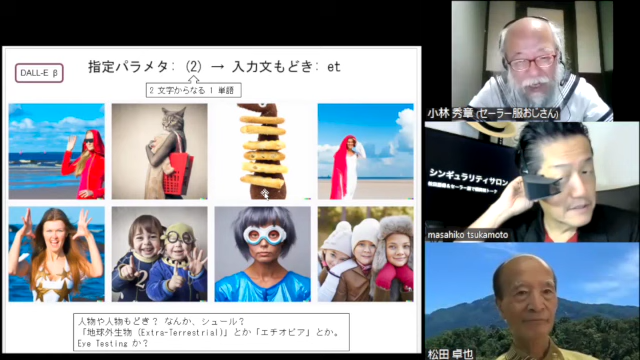 DALL-E β
指定パラメタ: (2) → 入力文もどき: et
2 文字からなる 1 単語
人物や人物もどき？ なんか、シュール？
「地球外生物 (Extra-Terrestrial)」とか「エチオピア」とか。
Eye Testing か？
小林 秀章 (セーラー服おじさん)
シンギュラリティサロン
masahiko tsukamoto
松田 卓也